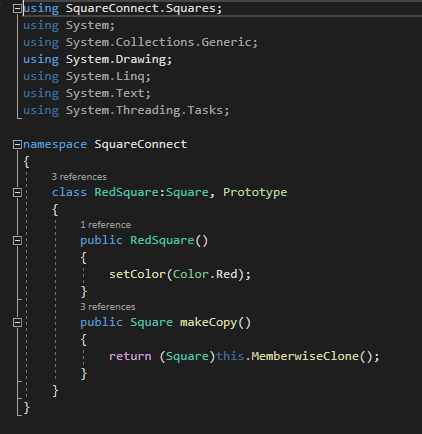 using SquareConnect.Squares;
using System;
using System.Collections.Generic;
using System.Drawing;
using System.Linq;
using System.Text;
using System.Threading.Tasks;
namespace SquareConnect
{
3 references
class RedSquare:Square, Prototype
{
1 reference
public RedSquare()
{
setColor(Color.Red);
}
3 references
public Square makeCopy()
{
return (Square)this.MemberwiseClone();
}
}
}